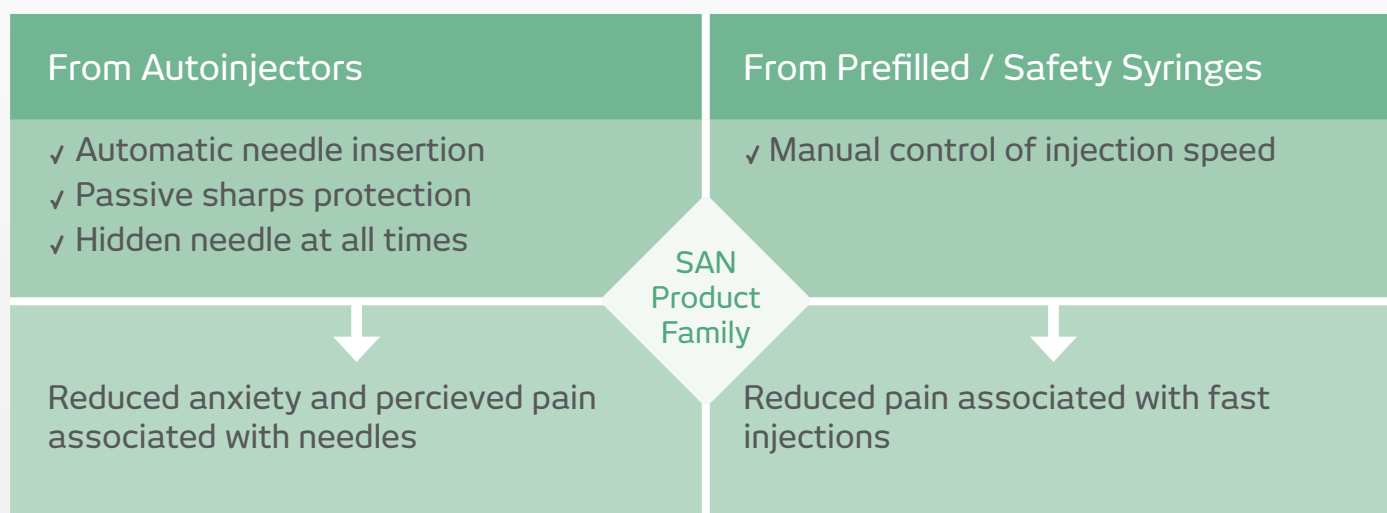 From Autoinjectors
✓ Automatic needle insertion
✓ Passive sharps protection
✓ Hidden needle at all times
From Prefilled / Safety Syringes
✓ Manual control of injection speed
SAN
Product
Family
Reduced anxiety and percieved pain
associated with needles
Reduced pain associated with fast
injections